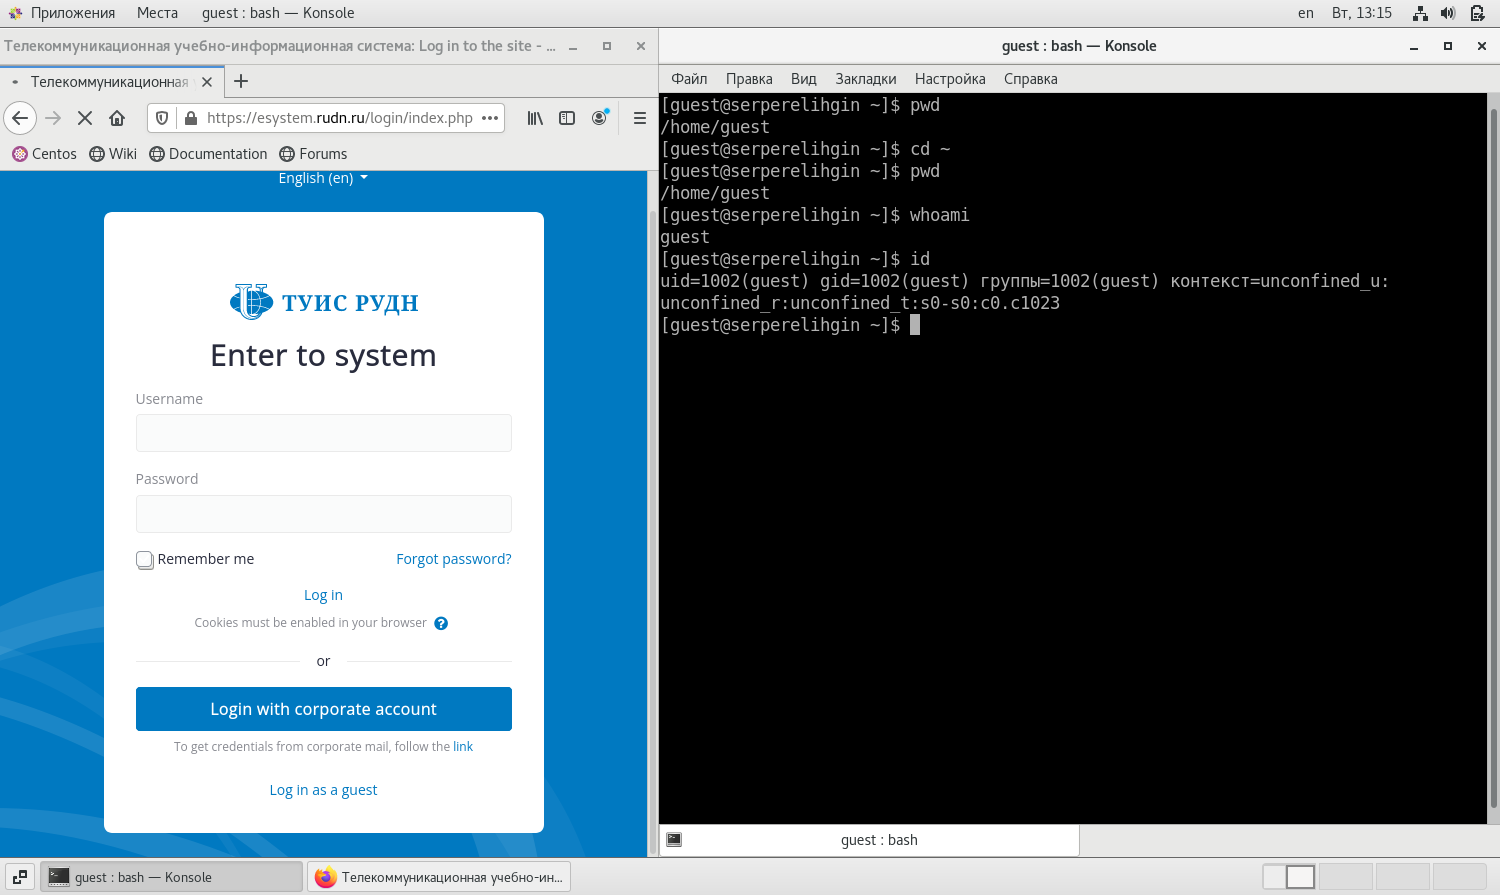 Приложения Места guest : bash — Konsole en Вт, 13:15
Телекоммуникационная учебно-информационная система: Log in to the site - ...
Телекоммуникационная
https://esystem.rudn.ru/login/index.php
Centos Wiki Documentation Forums
English (en)
ТУИС РУДН
Enter to system
Username
Password
Remember me Forgot password?
Log in
Cookies must be enabled in your browser ?
or
Login with corporate account
To get credentials from corporate mail, follow the link
Log in as a guest
guest : bash — Konsole
Файл Правка Вид Закладки Настройка Справка
[guest@serperelihgin ~]$ pwd
/home/guest
[guest@serperelihgin ~]$ cd ~
[guest@serperelihgin ~]$ pwd
/home/guest
[guest@serperelihgin ~]$ whoami
guest
[guest@serperelihgin ~]$ id
uid=1002(guest) gid=1002(guest) группы=1002(guest) контекст=unconfined_u:
unconfined_r:unconfined_t:s0-s0:c0.c1023
[guest@serperelihgin ~]$
guest : bash
guest : bash — Konsole Телекоммуникационная учебно-ин...